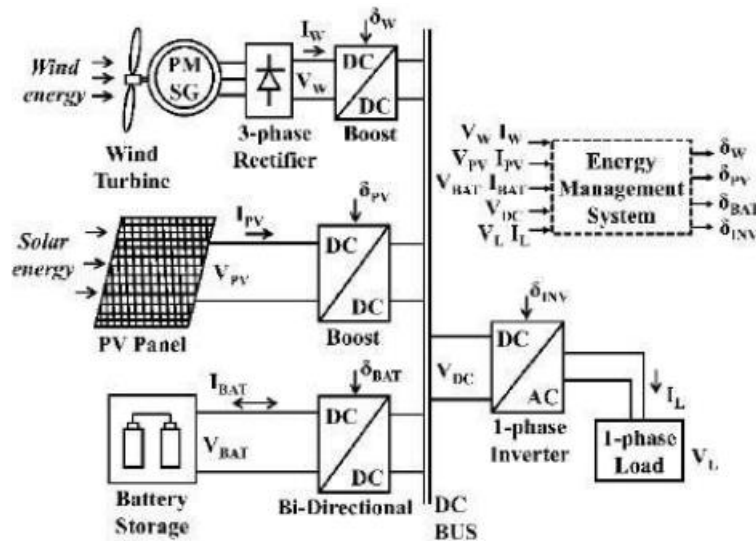 Wind
energy
Wind
Turbine
PM
SG
3-phase
Rectifier
I_W
V_W
δ_W
DC
DC
Boost
Solar
energy
PV Panel
I_PV
V_PV
δ_PV
DC
DC
Boost
I_BAT
V_BAT
Battery
Storage
δ_BAT
DC
DC
Bi-Directional
DC
BUS
V_W I_W
V_PV I_PV
V_BAT I_BAT
V_DC
V_L I_L
Energy
Management
System
δ_W
δ_PV
δ_BAT
δ_INV
V_DC
δ_INV
DC
AC
1-phase
Inverter
I_L
1-phase
Load
V_L